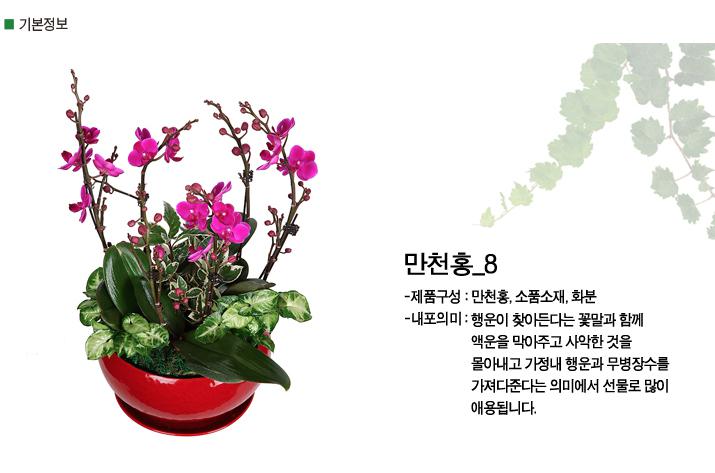 기본정보
만천홍_8
-제품구성 : 만천홍, 소품소재, 화분
-내포의미 : 행운이 찾아든다는 꽃말과 함께
액운을 막아주고 사악한 것을
몰아내고 가정내 행운과 무병장수를
가져다준다는 의미에서 선물로 많이
애용됩니다.